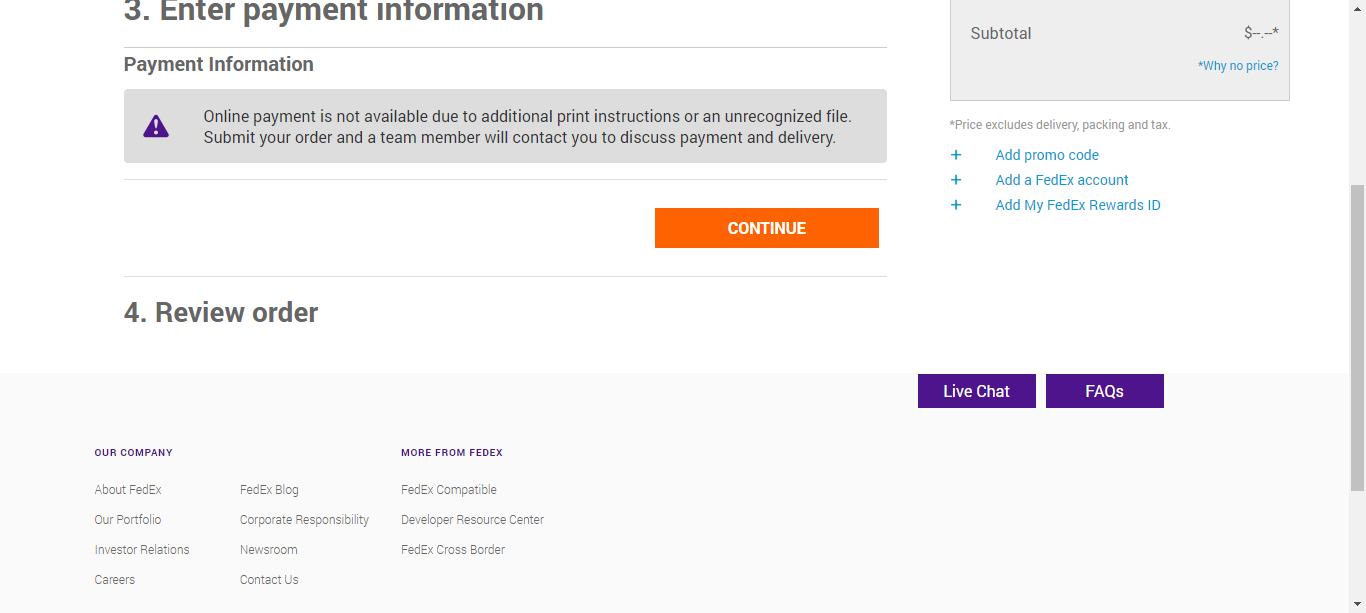 3. Enter payment information
Payment Information
Online payment is not available due to additional print instructions or an unrecognized file.
Submit your order and a team member will contact you to discuss payment and delivery.
CONTINUE
4. Review order
Subtotal $--.--*
*Why no price?
*Price excludes delivery, packing and tax.
+ Add promo code
+ Add a FedEx account
+ Add My FedEx Rewards ID
Live Chat FAQs
OUR COMPANY
About FedEx
Our Portfolio
Investor Relations
Careers
FedEx Blog
Corporate Responsibility
Newsroom
Contact Us
MORE FROM FEDEX
FedEx Compatible
Developer Resource Center
FedEx Cross Border